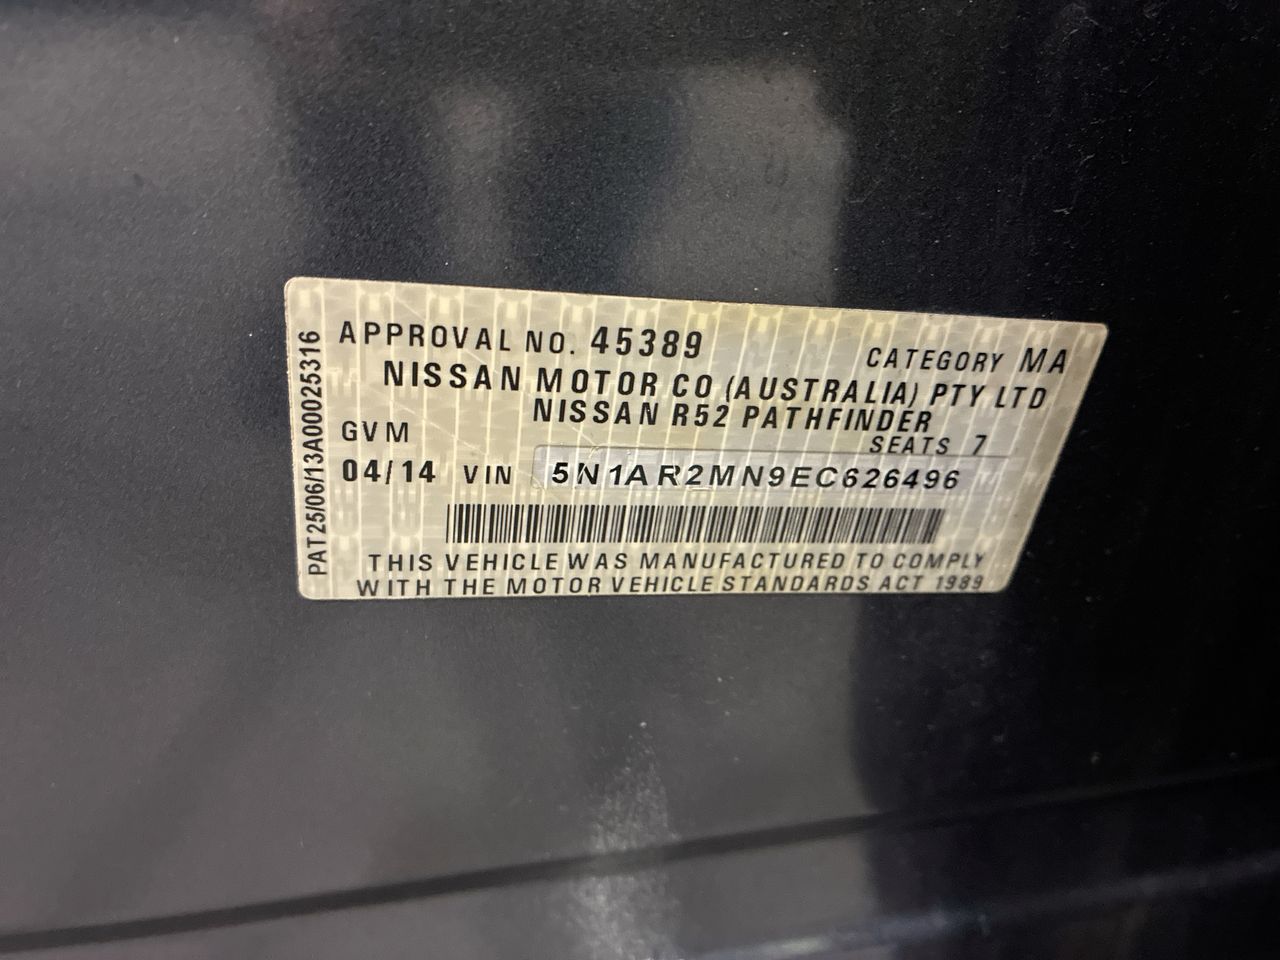 APPROVAL NO. 45389
CATEGORY MA
NISSAN MOTOR CO (AUSTRALIA) PTY LTD
NISSAN R52 PATHFINDER
GVM
SEATS 7
04/14 VIN 5N1AR2MN9EC626496
THIS VEHICLE WAS MANUFACTURED TO COMPLY
WITH THE MOTOR VEHICLE STANDARDS ACT 1989
PAT25/06/13A00025316